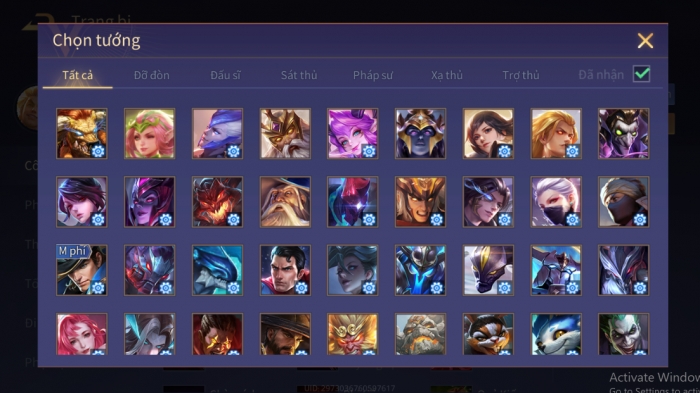 Trang bị
Chọn tướng
Tất cả Đỡ đòn Đấu sĩ Sát thủ Pháp sư Xạ thủ Trợ thủ Đã nhận
M.phí
Activate Window
Go to Settings to acti